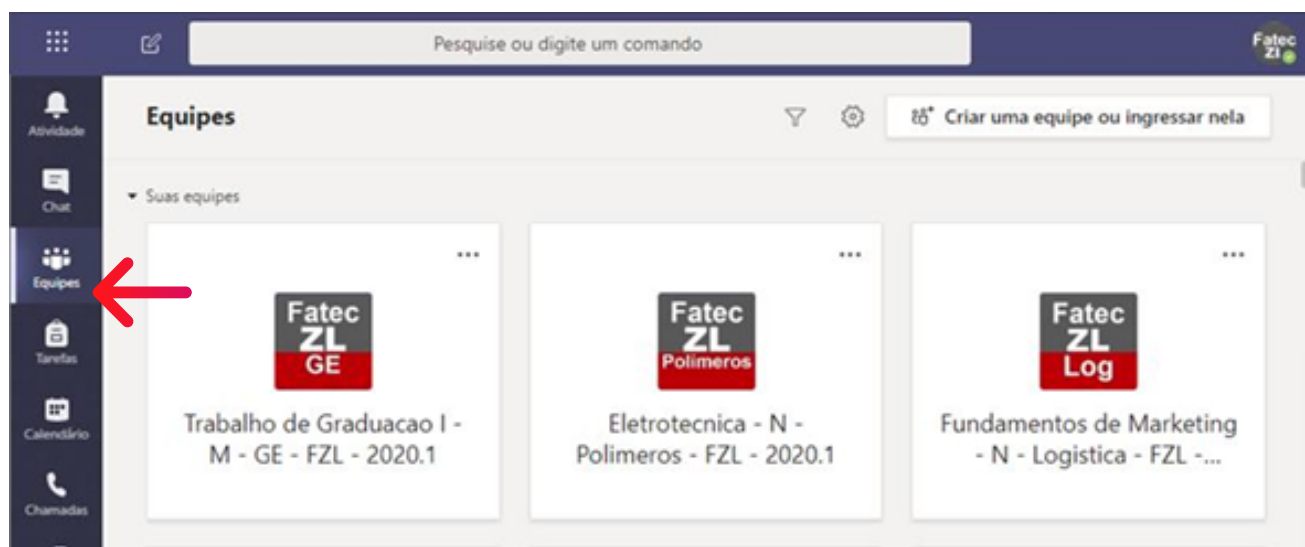 Pesquise ou digite um comando
Fatec
ZL
Atividade
Chat
Equipes
Tarefas
Calendário
Chamadas
Equipes
Criar uma equipe ou ingressar nela
Suas equipes
Fatec
ZL
GE
Trabalho de Graduacao I -
M - GE - FZL - 2020.1
Fatec
ZL
Polimeros
Eletrotecnica - N -
Polimeros - FZL - 2020.1
Fatec
ZL
Log
Fundamentos de Marketing
- N - Logistica - FZL -...